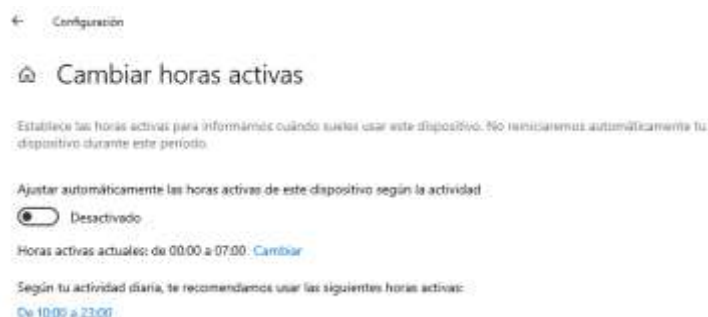 Configuración
Cambiar horas activas
Establece las horas activas para informarnos cuándo sueles usar este dispositivo. No reiniciaremos automáticamente tu
dispositivo durante este período.
Ajustar automáticamente las horas activas de este dispositivo según la actividad
Desactivado
Horas activas actuales: de 00:00 a 07:00 Cambiar
Según tu actividad diaria, te recomendamos usar las siguientes horas activas:
De 10:00 a 23:00